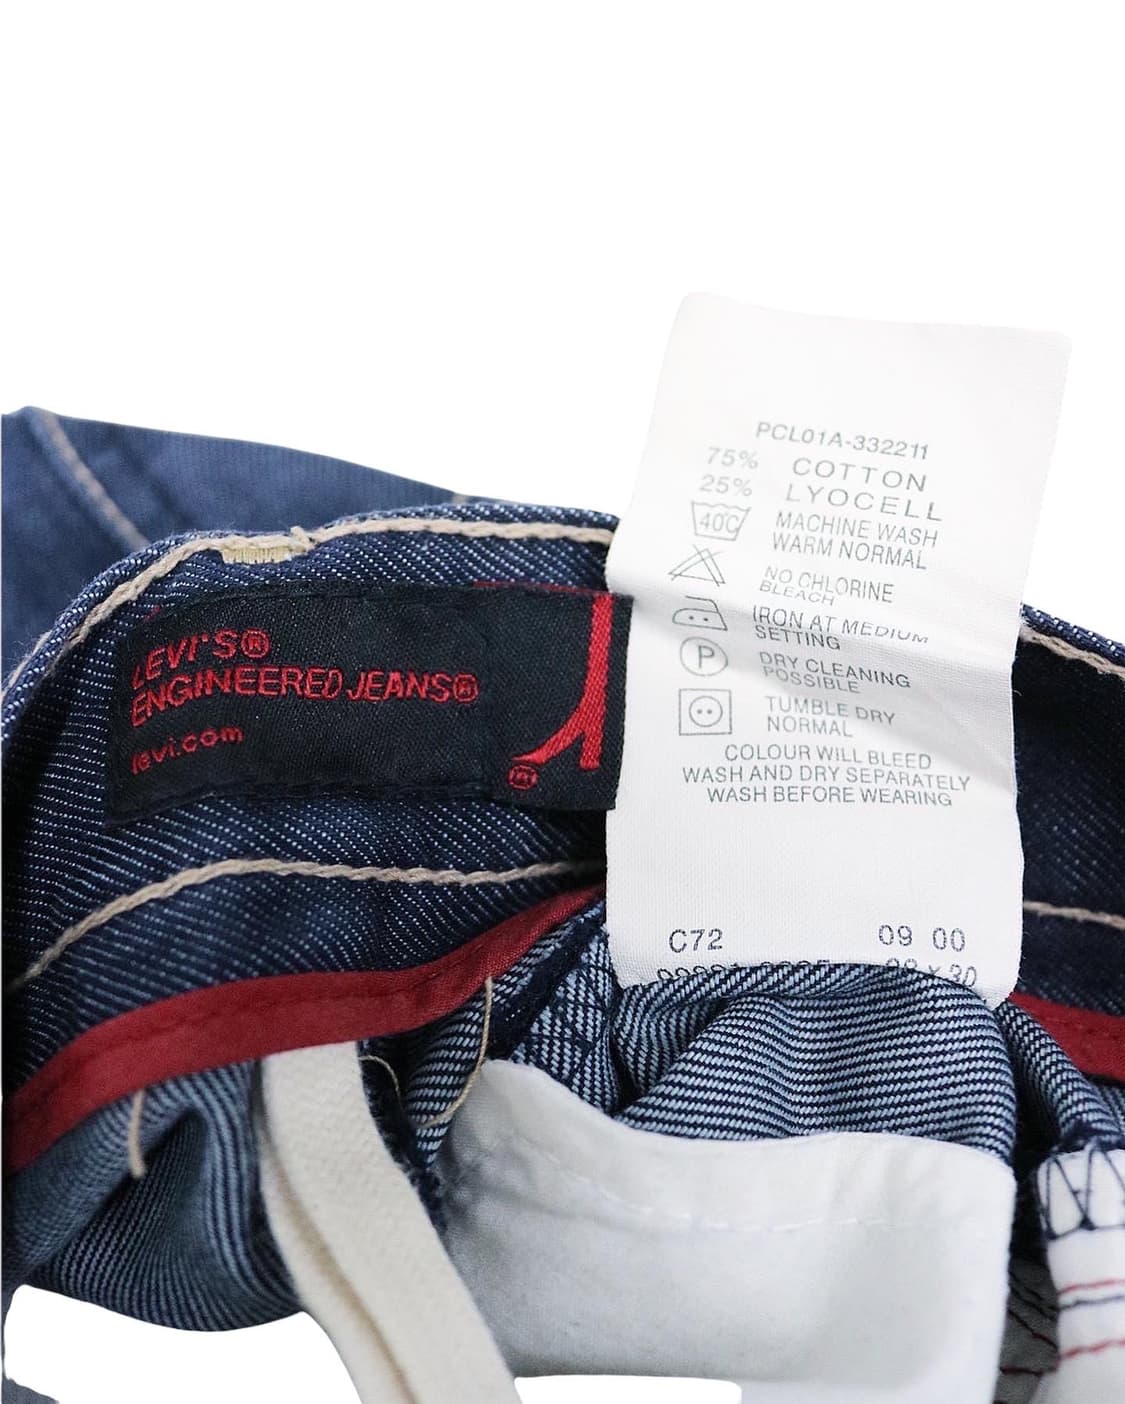 LEVI'S®
ENGINEERED JEANS®
levi.com
®
PCL01A-332211
75% COTTON
25% LYOCELL
40C MACHINE WASH
WARM NORMAL
NO CHLORINE
BLEACH
IRON AT MEDIUM
SETTING
P DRY CLEANING
POSSIBLE
TUMBLE DRY
NORMAL
COLOUR WILL BLEED
WASH AND DRY SEPARATELY
WASH BEFORE WEARING
C72 09 00